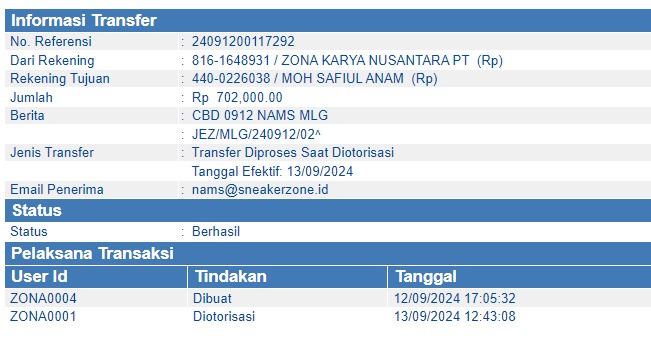 Informasi Transfer
No. Referensi : 24091200117292
Dari Rekening : 816-1648931 / ZONA KARYA NUSANTARA PT (Rp)
Rekening Tujuan : 440-0226038 / MOH SAFIUL ANAM (Rp)
Jumlah : Rp 702,000.00
Berita : CBD 0912 NAMS MLG
: JEZ/MLG/240912/02^
Jenis Transfer : Transfer Diproses Saat Diotorisasi
Tanggal Efektif: 13/09/2024
Email Penerima : nams@sneakerzone.id
Status
Status : Berhasil
Pelaksana Transaksi
User Id Tindakan Tanggal
ZONA0004 Dibuat 12/09/2024 17:05:32
ZONA0001 Diotorisasi 13/09/2024 12:43:08